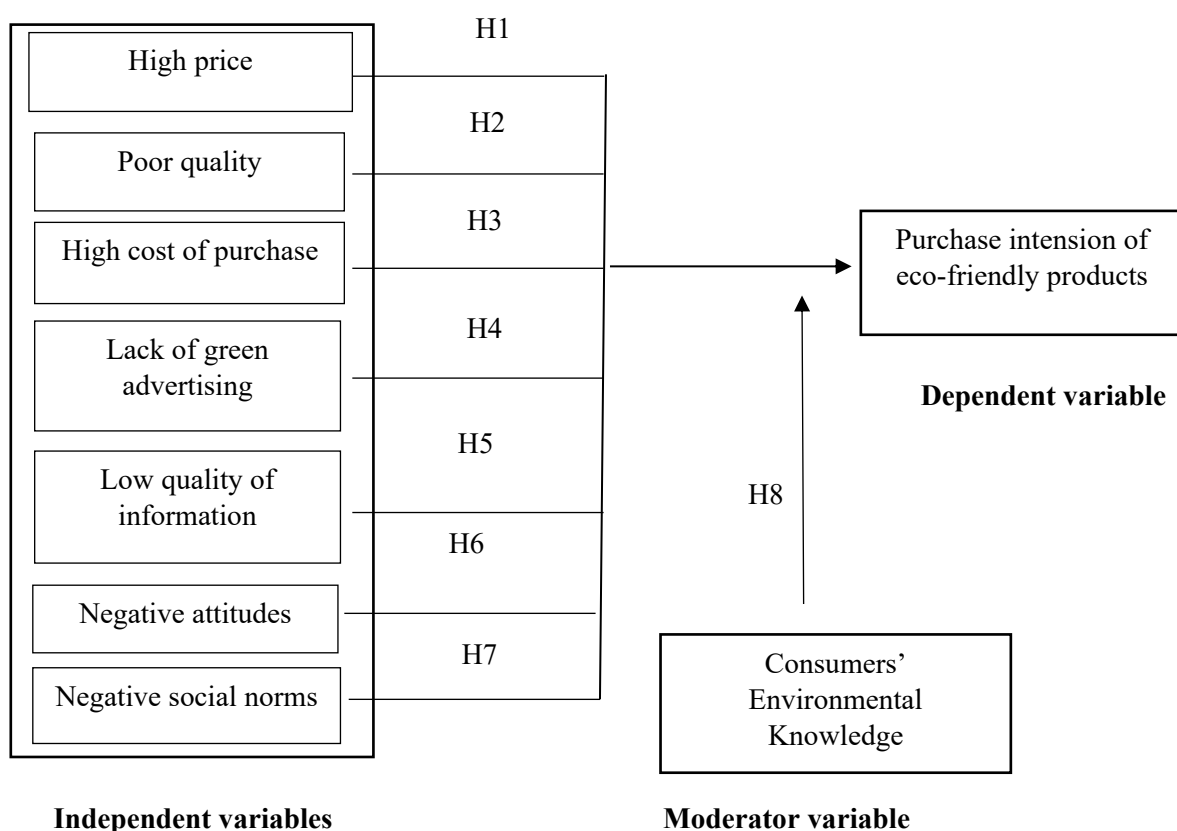 H1
High price
H2
Poor quality
H3
High cost of purchase
Purchase intension of
eco-friendly products
H4
Lack of green
advertising
Dependent variable
H5
Low quality of
information
H8
H6
Negative attitudes
H7
Negative social norms
Consumers’
Environmental
Knowledge
Independent variables
Moderator variable